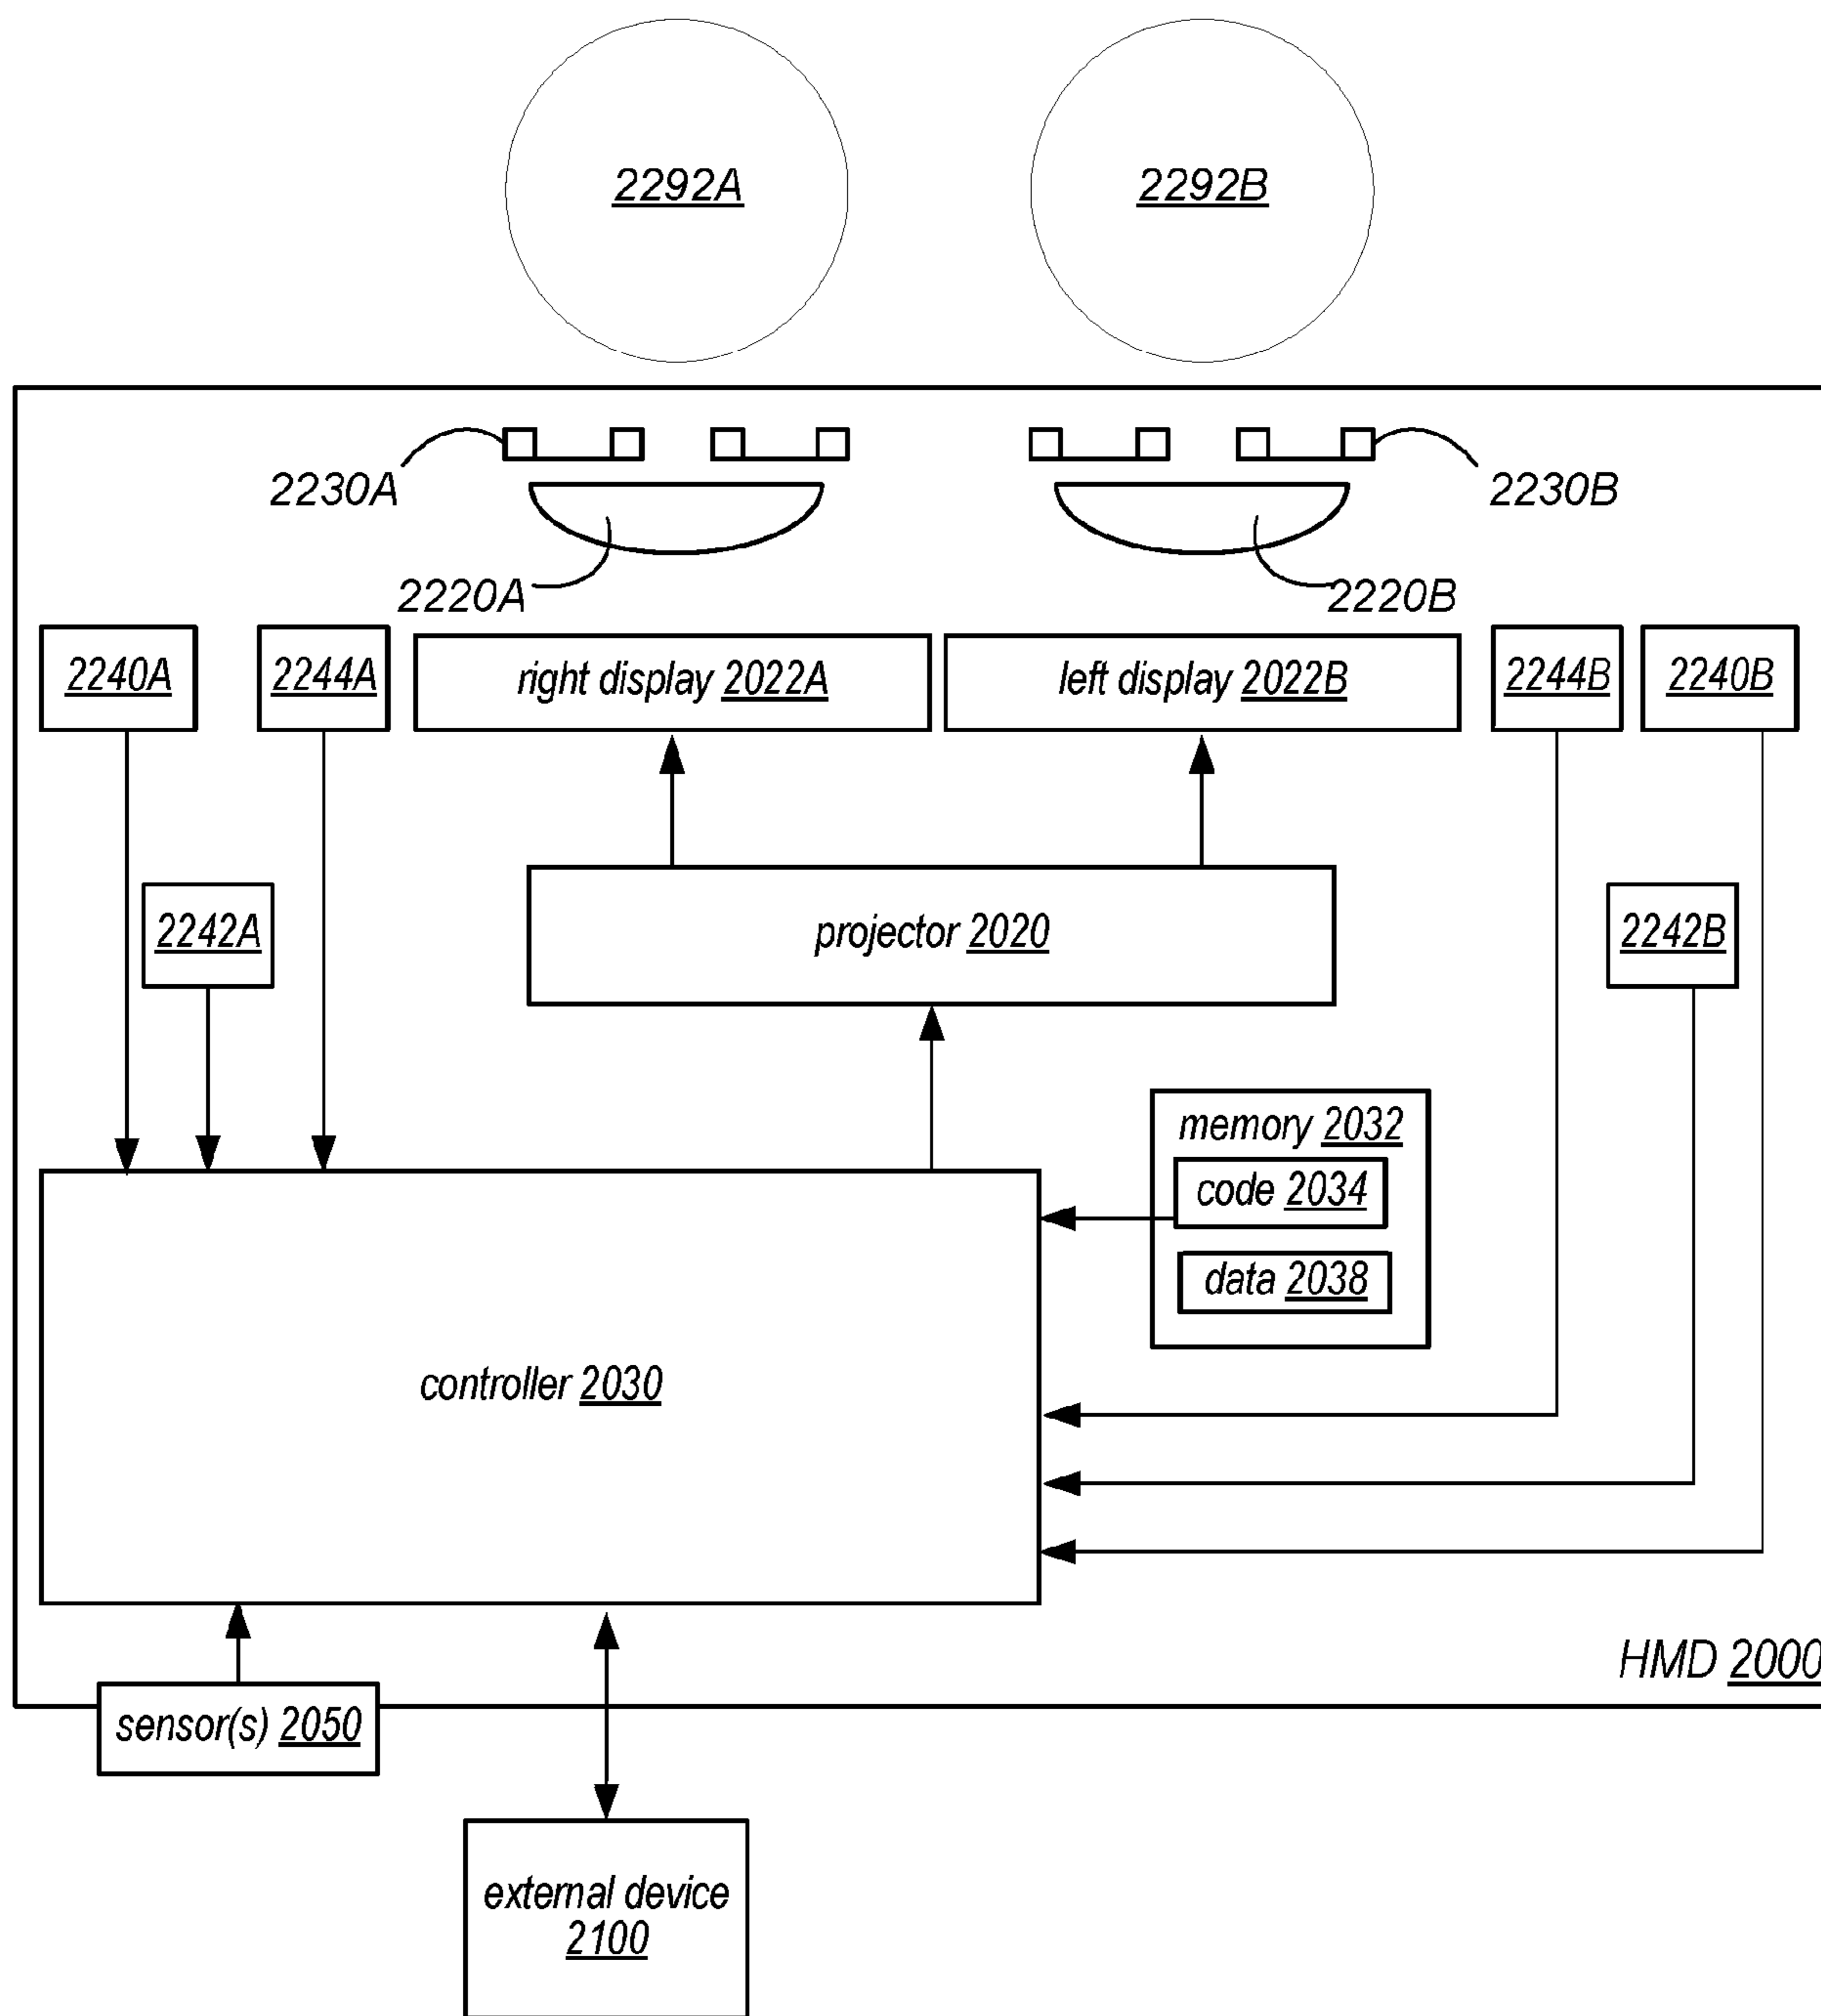 2292A
2292B
2230A
2230B
2220A
2220B
2240A
2244A
right display 2022A
left display 2022B
2244B
2240B
2242A
projector 2020
2242B
memory 2032
code 2034
data 2038
controller 2030
HMD 2000
sensor(s) 2050
external device
2100